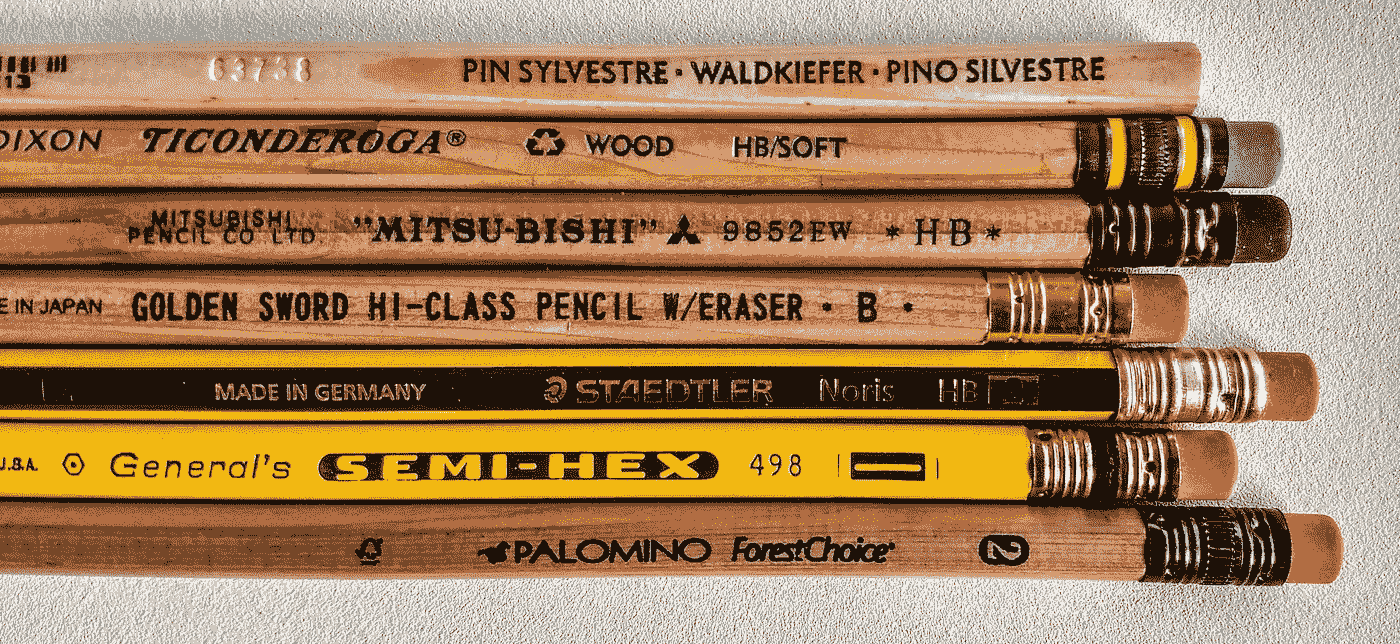 13 63738 PIN SYLVESTRE · WALDKIEFER · PINO SILVESTRE
DIXON TICONDEROGA® WOOD HB/SOFT
MITSUBISHI
PENCIL CO LTD. "MITSU-BISHI" 9852EW * HB *
E IN JAPAN GOLDEN SWORD HI-CLASS PENCIL W/ERASER · B ·
MADE IN GERMANY STAEDTLER Noris HB
U.S.A. General's SEMI-HEX 498
PALOMINO ForestChoice 2